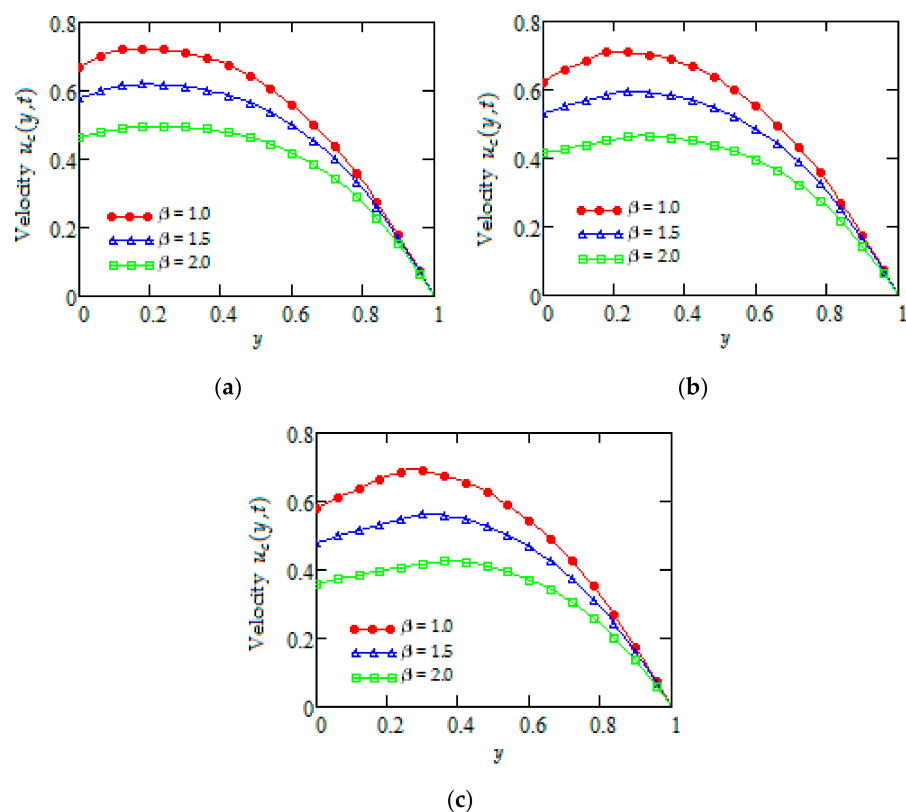 0.8
0.6
0.4
0.2
0
Velocity u_c(y,t)
β = 1.0
β = 1.5
β = 2.0
0 0.2 0.4 0.6 0.8 1
y
(a)
0.8
0.6
0.4
0.2
0
Velocity u_c(y,t)
β = 1.0
β = 1.5
β = 2.0
0 0.2 0.4 0.6 0.8 1
y
(b)
0.8
0.6
0.4
0.2
0
Velocity u_c(y,t)
β = 1.0
β = 1.5
β = 2.0
0 0.2 0.4 0.6 0.8 1
y
(c)